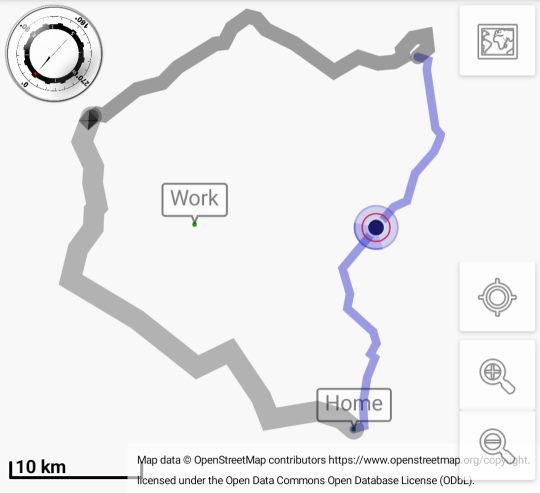 180°
90°
0°
270°
Work
Home
10 km
Map data © OpenStreetMap contributors https://www.openstreetmap.org/copyright.
licensed under the Open Data Commons Open Database License (ODbL).